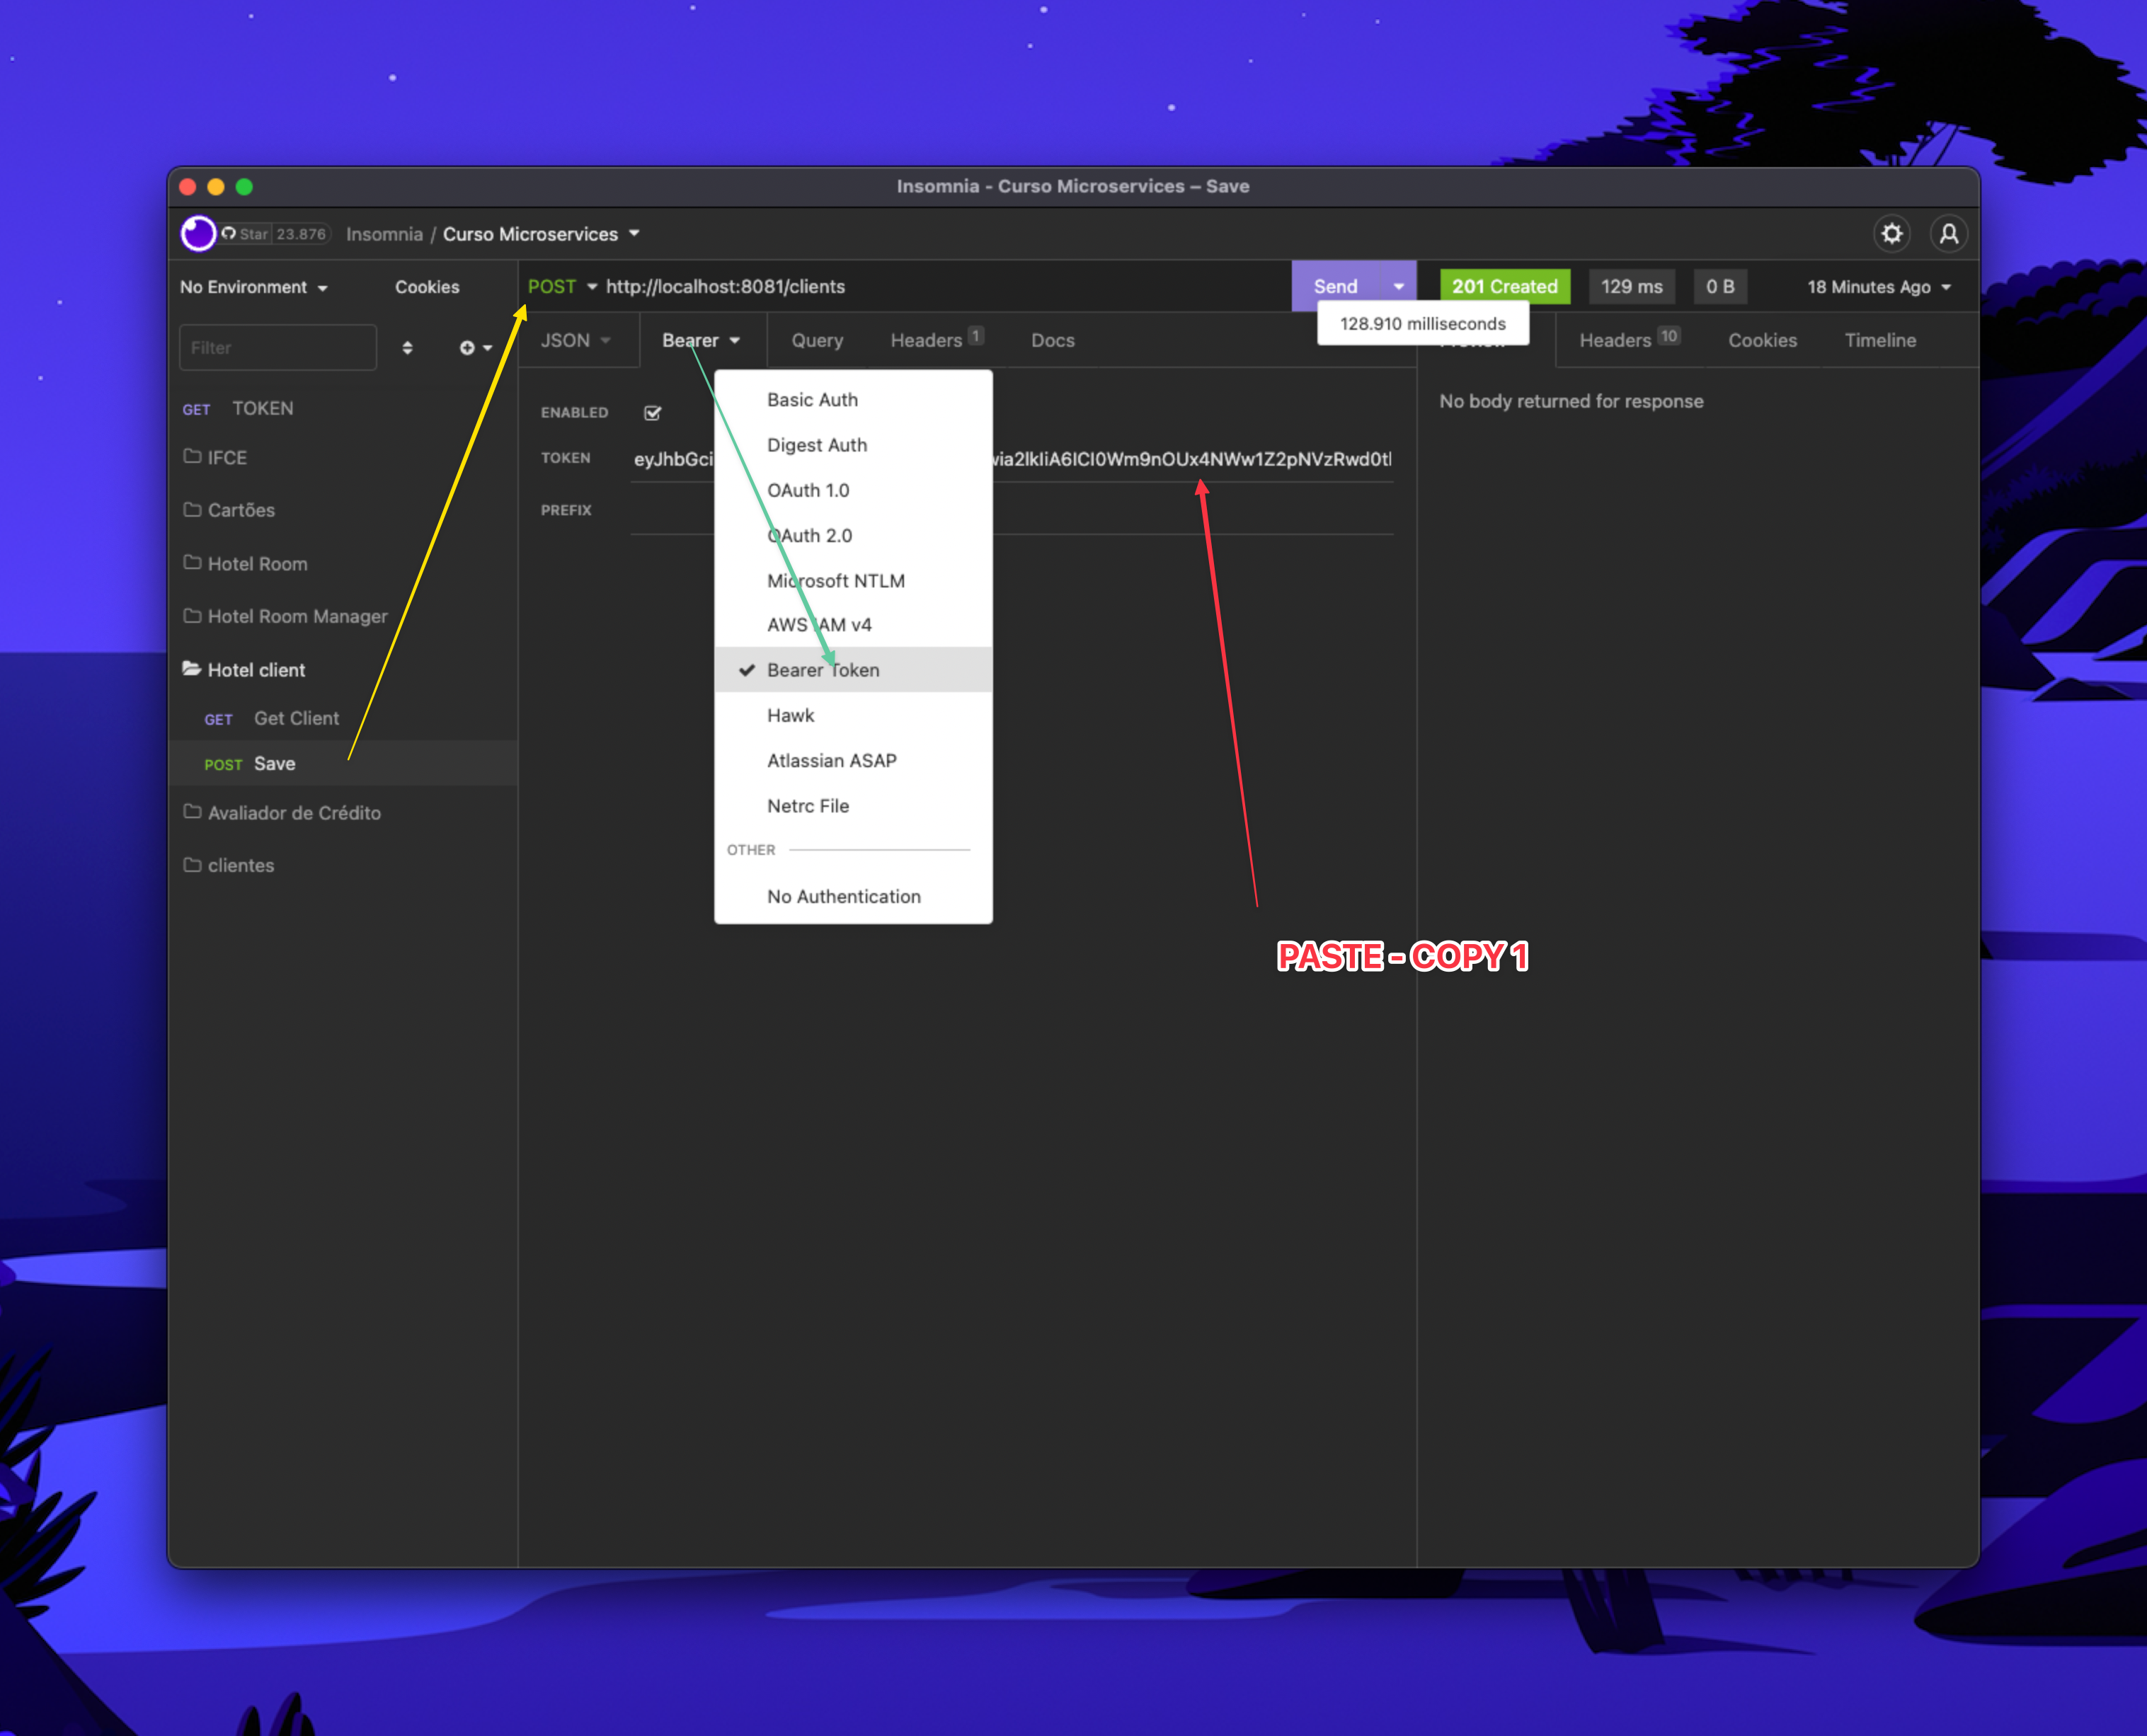 Insomnia - Curso Microservices – Save
Star 23.876 Insomnia / Curso Microservices
No Environment Cookies
POST http://localhost:8081/clients
Send
201 Created 129 ms 0 B 18 Minutes Ago
128.910 milliseconds
Filter
JSON Bearer Query Headers 1 Docs
Headers 10 Cookies Timeline
GET TOKEN
IFCE
Cartões
Hotel Room
Hotel Room Manager
Hotel client
GET Get Client
POST Save
Avaliador de Crédito
clientes
ENABLED
TOKEN eyJhbGci
PREFIX
Basic Auth
Digest Auth
OAuth 1.0
OAuth 2.0
Microsoft NTLM
AWS IAM v4
Bearer Token
Hawk
Atlassian ASAP
Netrc File
OTHER
No Authentication
No body returned for response
PASTE - COPY 1